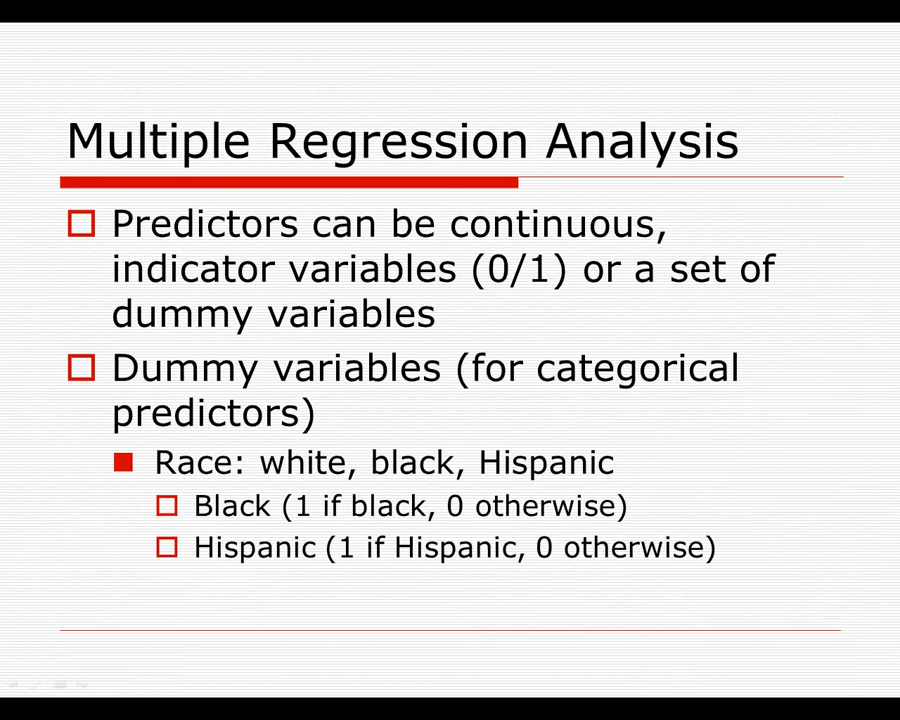 Multiple Regression Analysis
Predictors can be continuous,
indicator variables (0/1) or a set of
dummy variables
Dummy variables (for categorical
predictors)
Race: white, black, Hispanic
Black (1 if black, 0 otherwise)
Hispanic (1 if Hispanic, 0 otherwise)